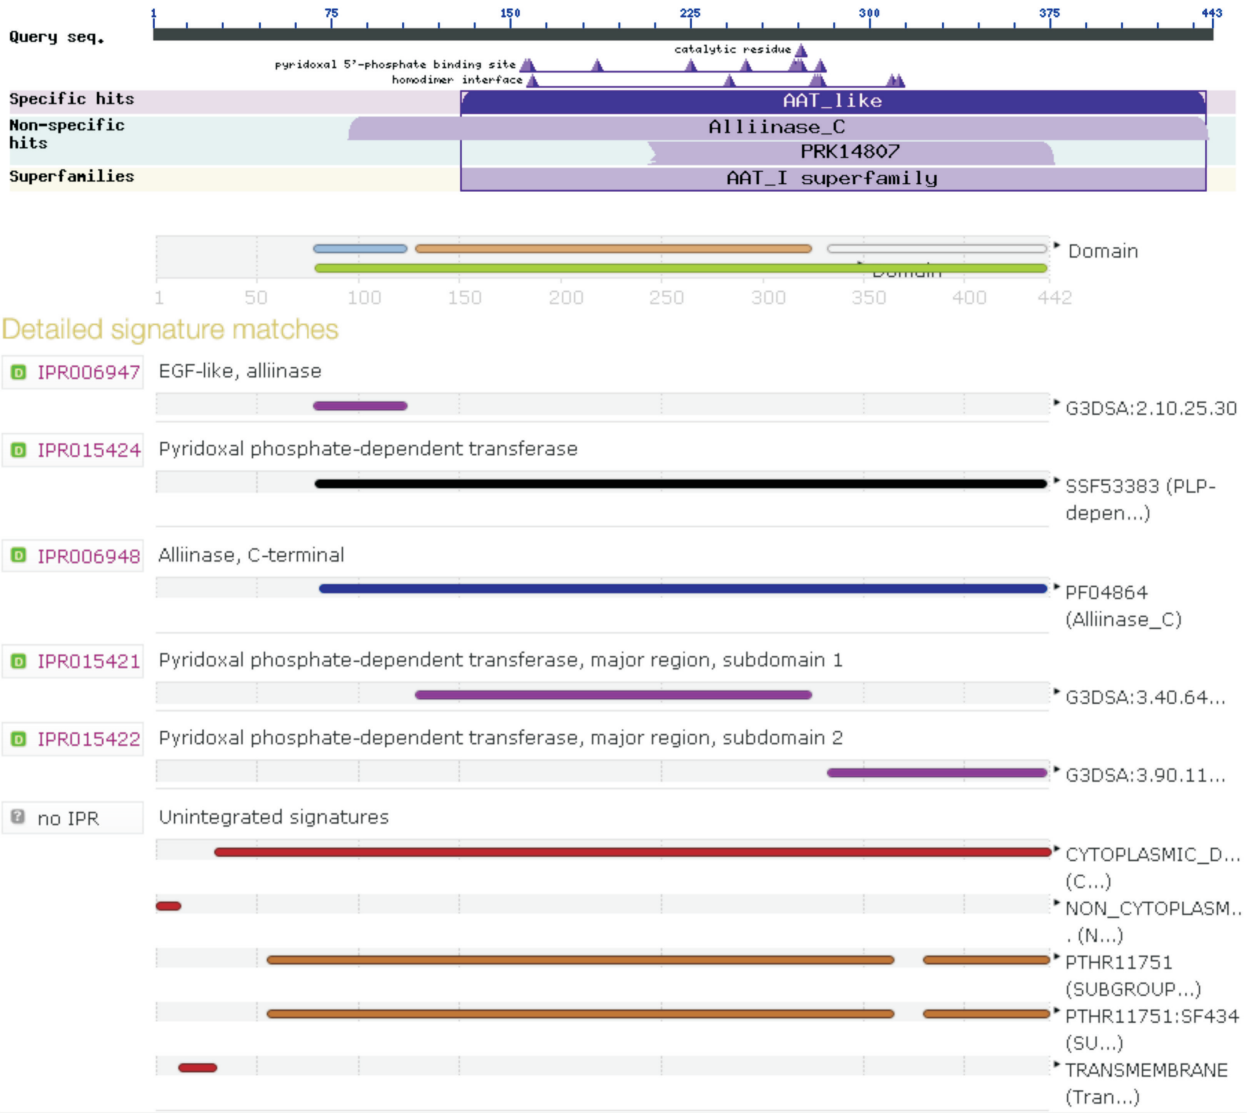 1 75 150 225 300 375 443
Query seq.
catalytic residue
pyridoxal 5'-phosphate binding site
homodimer interface
Specific hits AAT_like
Non-specific hits Alliinase_C
PRK14807
Superfamilies AAT_I superfamily
Domain
Domain
1 50 100 150 200 250 300 350 400 442
Detailed signature matches
D IPR006947 EGF-like, alliinase
G3DSA:2.10.25.30
D IPR015424 Pyridoxal phosphate-dependent transferase
SSF53383 (PLP-
depen...)
D IPR006948 Alliinase, C-terminal
PF04864
(Alliinase_C)
D IPR015421 Pyridoxal phosphate-dependent transferase, major region, subdomain 1
G3DSA:3.40.64...
D IPR015422 Pyridoxal phosphate-dependent transferase, major region, subdomain 2
G3DSA:3.90.11...
? no IPR Unintegrated signatures
CYTOPLASMIC_D...
(C...)
NON_CYTOPLASM..
. (N...)
PTHR11751
(SUBGROUP...)
PTHR11751:SF434
(SU...)
TRANSMEMBRANE
(Tran...)